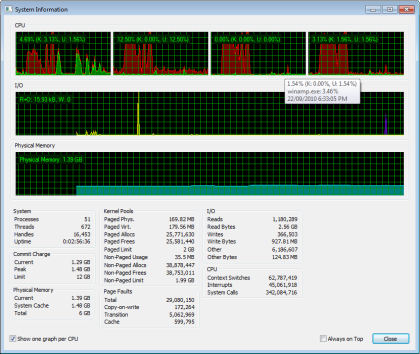 System Information
CPU
4.69% (K: 3.13%, U: 1.56%)
12.50% (K: 0.00%, U: 12.50%)
0.00% (K: 0.00%, U: 0.00%)
3.13% (K: 1.56%, U: 1.56%)
1.54% (K: 0.00%, U: 1.54%)
winamp.exe: 3.46%
22/09/2010 6:33:05 PM
I/O
R+O: 15.93 kB, W: 0
Physical Memory
Physical Memory: 1.39 GB
System
Processes 51
Threads 672
Handles 16,453
Uptime 0:02:56:36
Commit Charge
Current 1.29 GB
Peak 1.48 GB
Limit 12 GB
Physical Memory
Current 1.39 GB
System Cache 1.48 GB
Total 6 GB
Kernel Pools
Paged Phys. 169.82 MB
Paged Virt. 179.56 MB
Paged Allocs 25,771,630
Paged Frees 25,581,440
Paged Limit 2 GB
Non-Paged Usage 35.5 MB
Non-Paged Allocs 38,878,447
Non-Paged Frees 38,753,011
Non-Paged Limit 1.99 GB
Page Faults
Total 29,080,150
Copy-on-write 172,264
Transition 5,062,969
Cache 599,795
I/O
Reads 1,180,289
Read Bytes 2.56 GB
Writes 366,503
Write Bytes 927.81 MB
Other 6,186,607
Other Bytes 124.83 MB
CPU
Context Switches 62,787,419
Interrupts 45,061,918
System Calls 342,084,716
Show one graph per CPU
Always on Top
Close